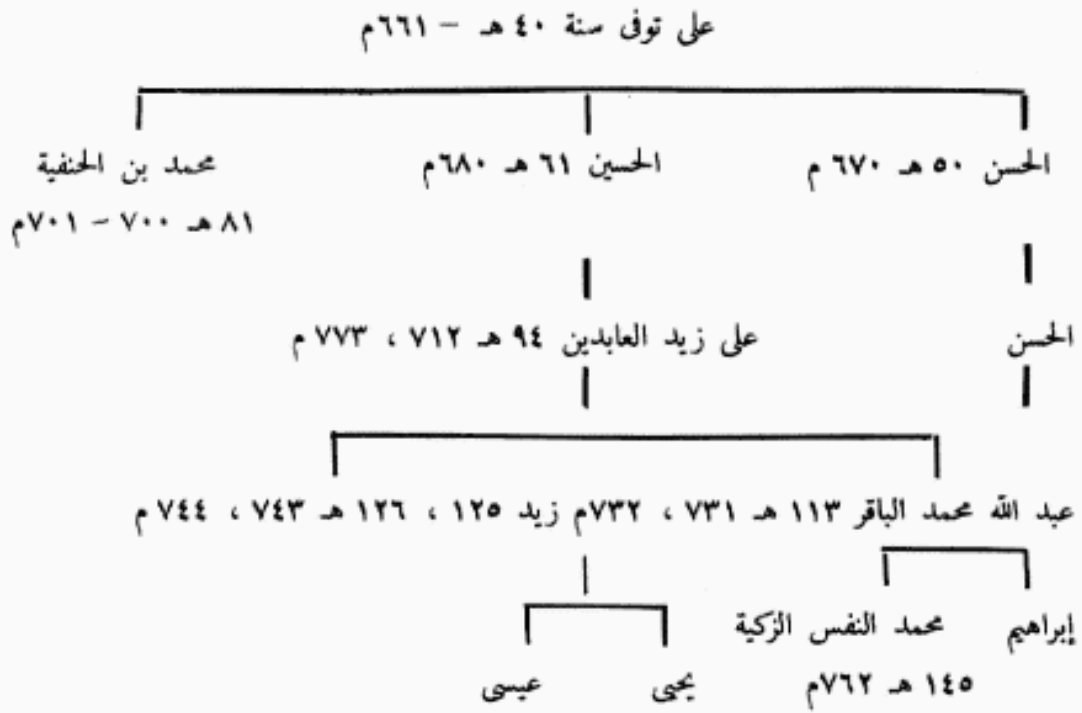 على توفى سنة ٤٠ هـ – ٦٦١م
الحسن ٥٠ هـ ٦٧٠ م
الحسين ٦١ هـ ٦٨٠م
محمد بن الحنفية
٨١ هـ ٧٠٠ – ٧٠١م
الحسن
على زيد العابدين ٩٤ هـ ٧١٢ ، ٧٧٣ م
عبد الله محمد الباقر ١١٣ هـ ٧٣١ ، ٧٣٢م زيد ١٢٥ ، ١٢٦ هـ ٧٤٣ ، ٧٤٤ م
إبراهيم
محمد النفس الزكية
١٤٥ هـ ٧٦٢م
يحيى
عيسى